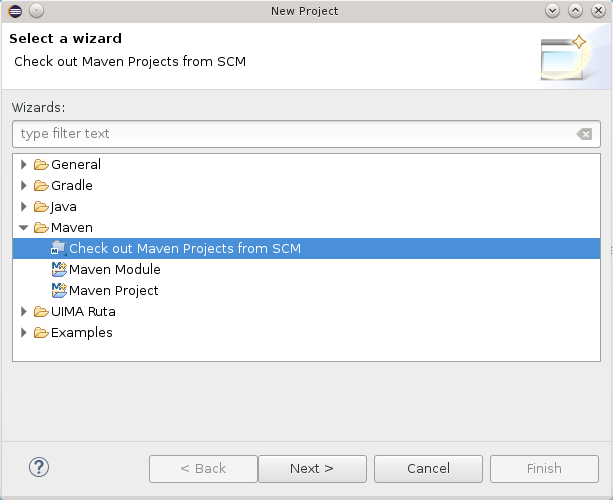 New Project
Select a wizard
Check out Maven Projects from SCM
Wizards:
type filter text
General
Gradle
Java
Maven
Check out Maven Projects from SCM
Maven Module
Maven Project
UIMA Ruta
Examples
? < Back Next > Cancel Finish